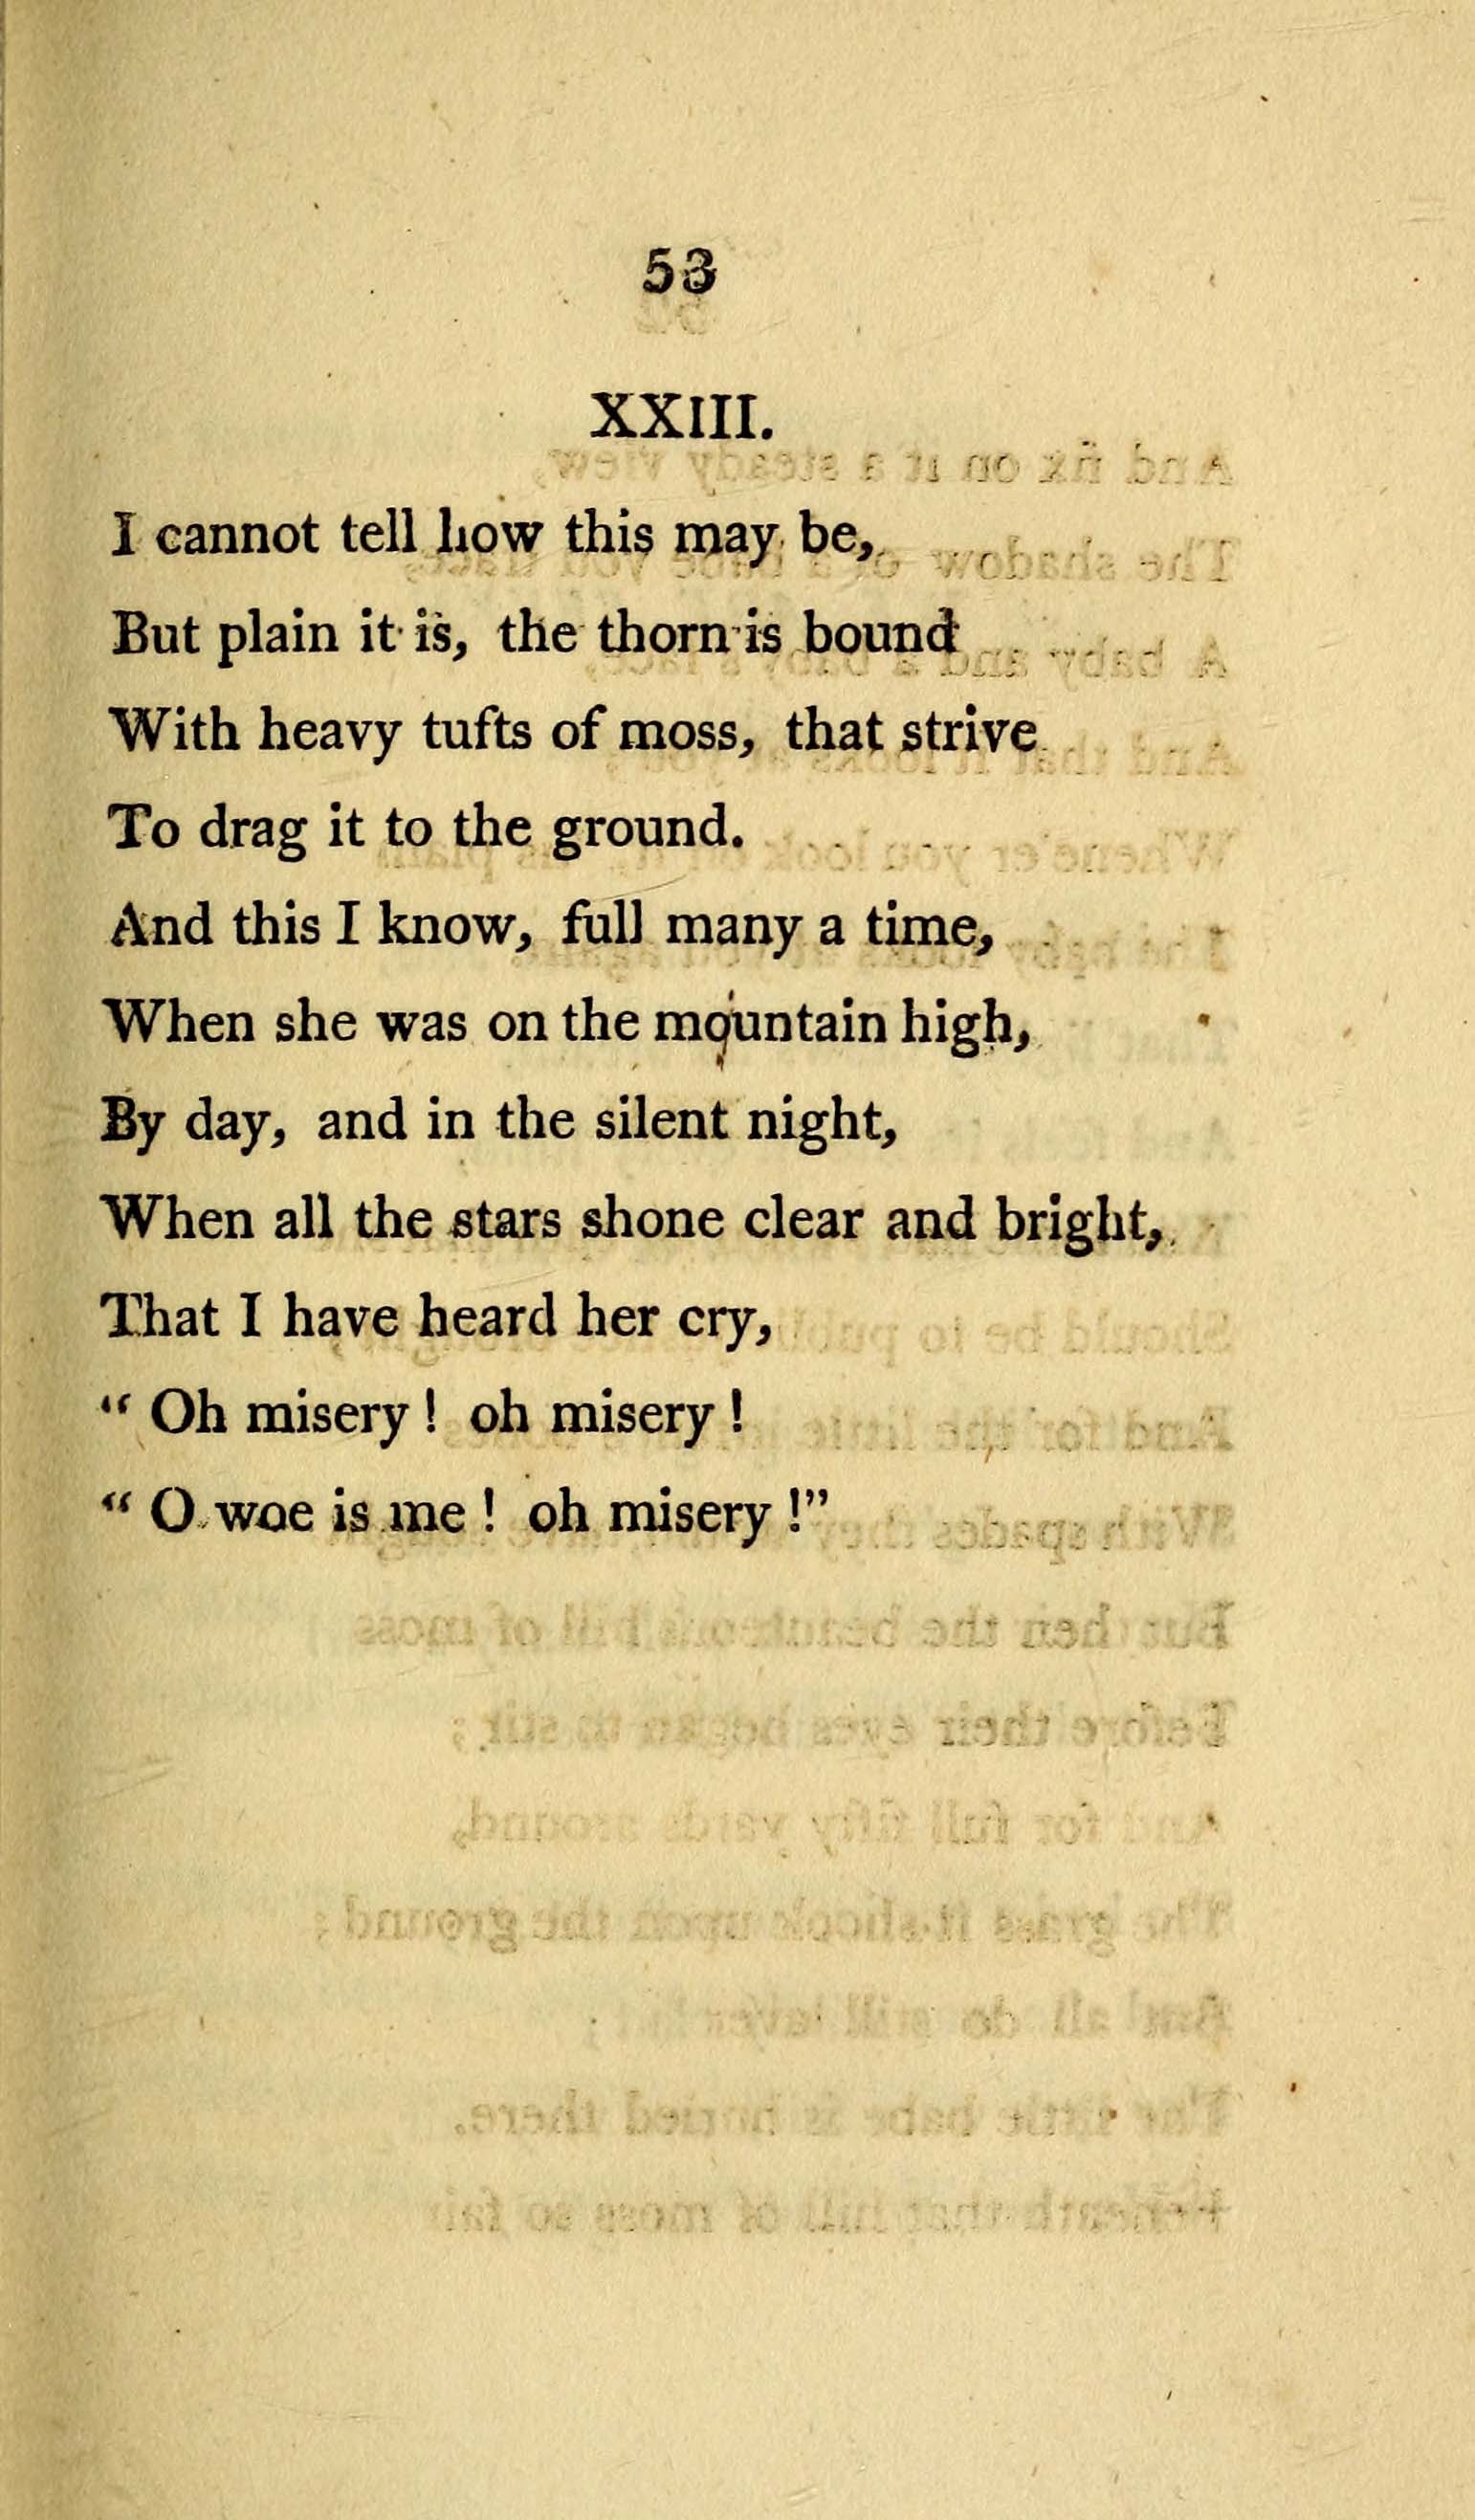 53
XXIII.
I cannot tell how this may be,
But plain it is, the thorn is bound
With heavy tufts of moss, that strive
To drag it to the ground.
And this I know, full many a time,
When she was on the mountain high,
By day, and in the silent night,
When all the stars shone clear and bright,
That I have heard her cry,
“ Oh misery ! oh misery !
“ O woe is me ! oh misery !”